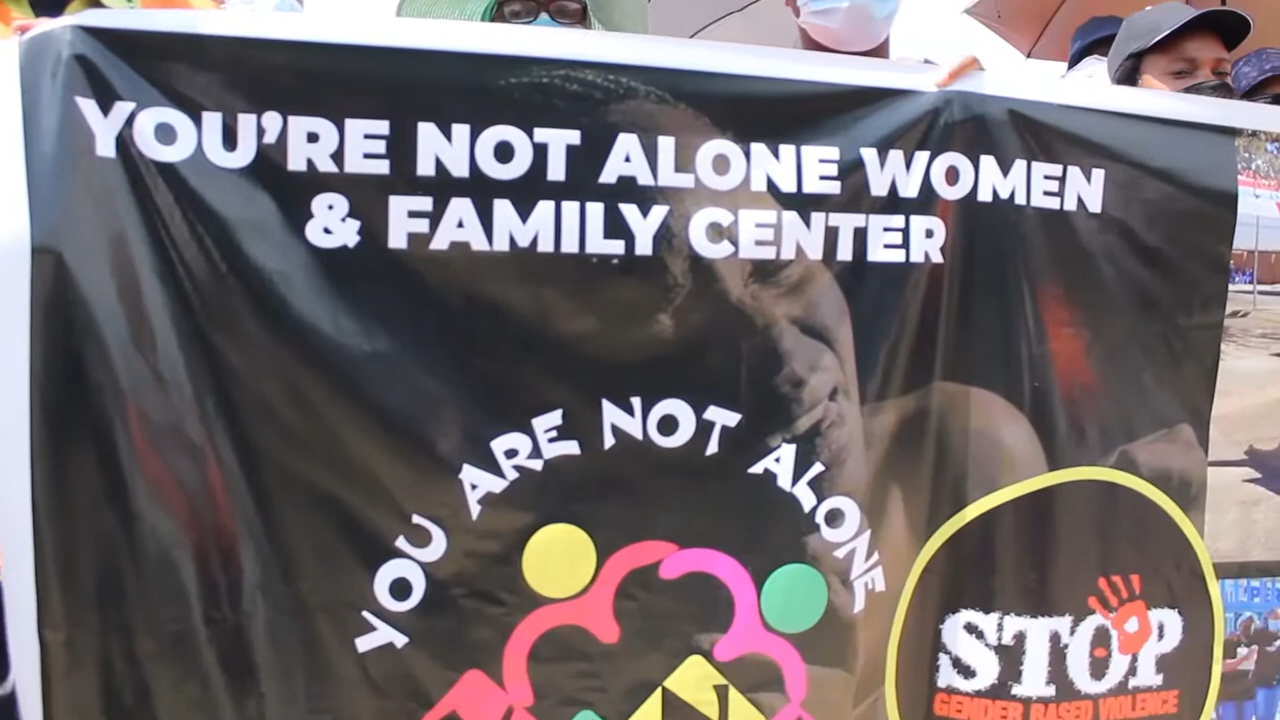 YOU'RE NOT ALONE WOMEN
& FAMILY CENTER
YOU ARE NOT ALONE
N
STOP
GENDER BASED VIOLENCE